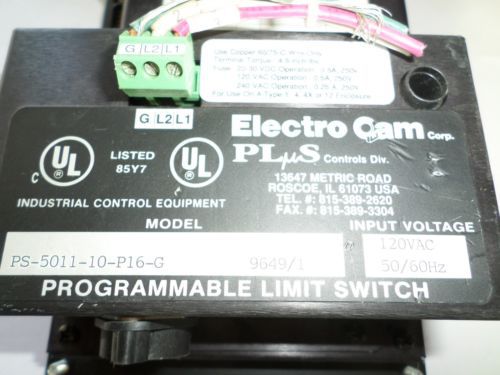 G L2 L1
Use Copper 60/75 C Wire Only
Terminal Torque: 4.5 inch lbs
Fuse: 20-30 VDC Operation: 0.5A, 250v
120 VAC Operation: 0.5A, 250v
240 VAC Operation: 0.25 A, 250v
For Use On A Type 1, 4, 4X or 12 Enclosure
G L2 L1
Electro Cam Corp.
PLµS Controls Div.
C UL LISTED 85Y7 UL
INDUSTRIAL CONTROL EQUIPMENT
13647 METRIC ROAD
ROSCOE, IL 61073 USA
TEL. #: 815-389-2620
FAX. #: 815-389-3304
MODEL
INPUT VOLTAGE
PS-5011-10-P16-G 9649/1
120VAC
50/60Hz
PROGRAMMABLE LIMIT SWITCH